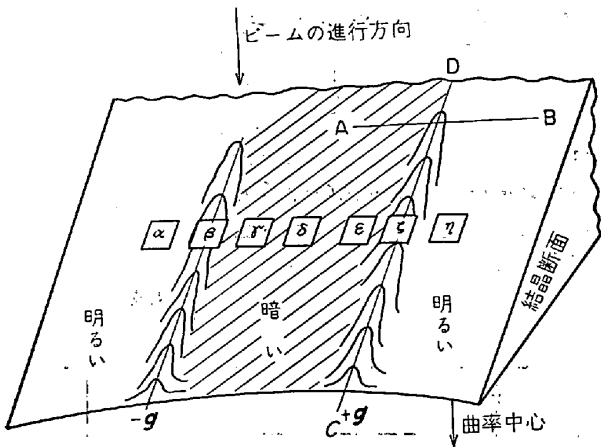 ビームの進行方向
D
A
B
α
β
γ
δ
ε
ζ
η
明るい
暗い
明るい
結晶断面
-g
C
+g
曲率中心